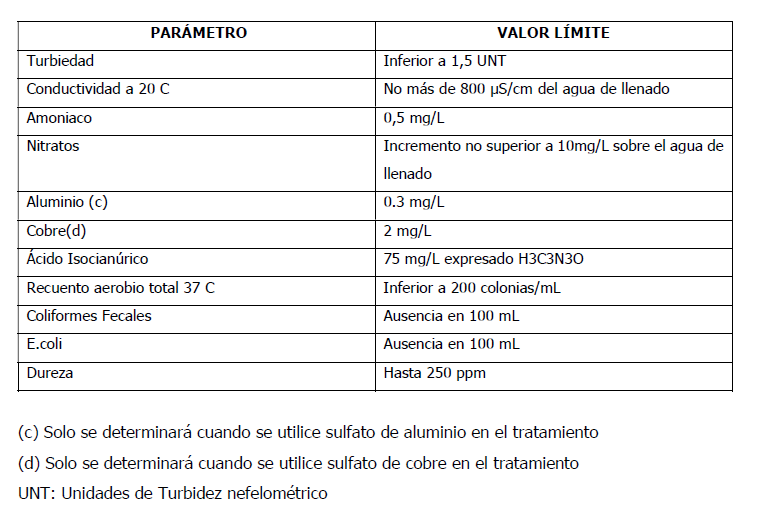 PARÁMETRO VALOR LÍMITE
Turbiedad Inferior a 1,5 UNT
Conductividad a 20 C No más de 800 µS/cm del agua de llenado
Amoniaco 0,5 mg/L
Nitratos Incremento no superior a 10mg/L sobre el agua de
llenado
Aluminio (c) 0.3 mg/L
Cobre(d) 2 mg/L
Ácido Isocianúrico 75 mg/L expresado H3C3N3O
Recuento aerobio total 37 C Inferior a 200 colonias/mL
Coliformes Fecales Ausencia en 100 mL
E.coli Ausencia en 100 mL
Dureza Hasta 250 ppm
(c) Solo se determinará cuando se utilice sulfato de aluminio en el tratamiento
(d) Solo se determinará cuando se utilice sulfato de cobre en el tratamiento
UNT: Unidades de Turbidez nefelométrico